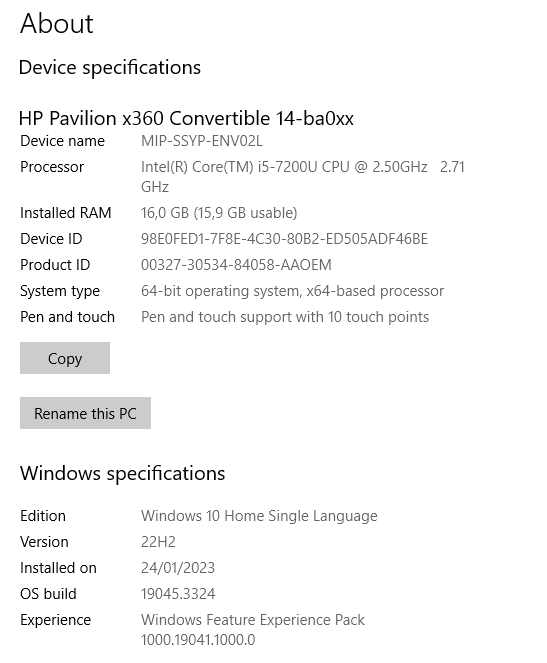 About
Device specifications
HP Pavilion x360 Convertible 14-ba0xx
Device name MIP-SSYP-ENV02L
Processor Intel(R) Core(TM) i5-7200U CPU @ 2.50GHz 2.71
GHz
Installed RAM 16,0 GB (15,9 GB usable)
Device ID 98E0FED1-7F8E-4C30-80B2-ED505ADF46BE
Product ID 00327-30534-84058-AAOEM
System type 64-bit operating system, x64-based processor
Pen and touch Pen and touch support with 10 touch points
Copy
Rename this PC
Windows specifications
Edition Windows 10 Home Single Language
Version 22H2
Installed on 24/01/2023
OS build 19045.3324
Experience Windows Feature Experience Pack
1000.19041.1000.0